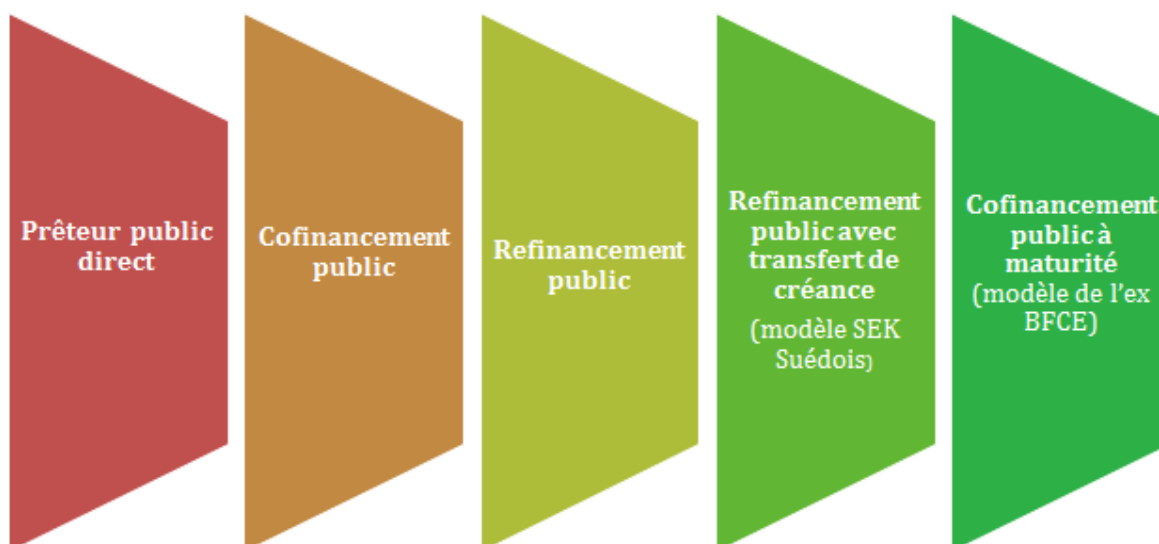 Prêteur public
direct
Cofinancement
public
Refinancement
public
Refinancement
public avec
transfert de
créance
(modèle SEK
Suédois)
Cofinancement
public à
maturité
(modèle de l'ex
BFCE)